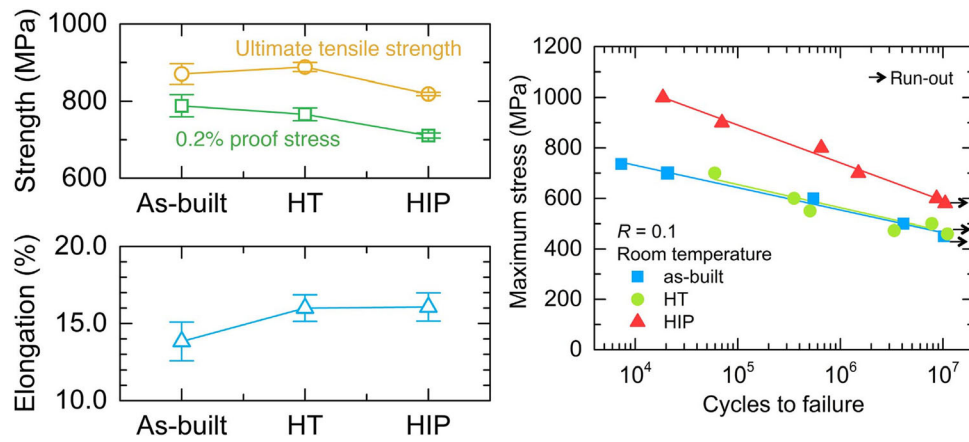 1000
800
600
Strength (MPa)
Ultimate tensile strength
0.2% proof stress
As-built HT HIP
20.0
15.0
10.0
Elongation (%)
As-built HT HIP
1200
1000
800
600
400
200
0
Maximum stress (MPa)
Run-out
R = 0.1
Room temperature
as-built
HT
HIP
10⁴ 10⁵ 10⁶ 10⁷
Cycles to failure